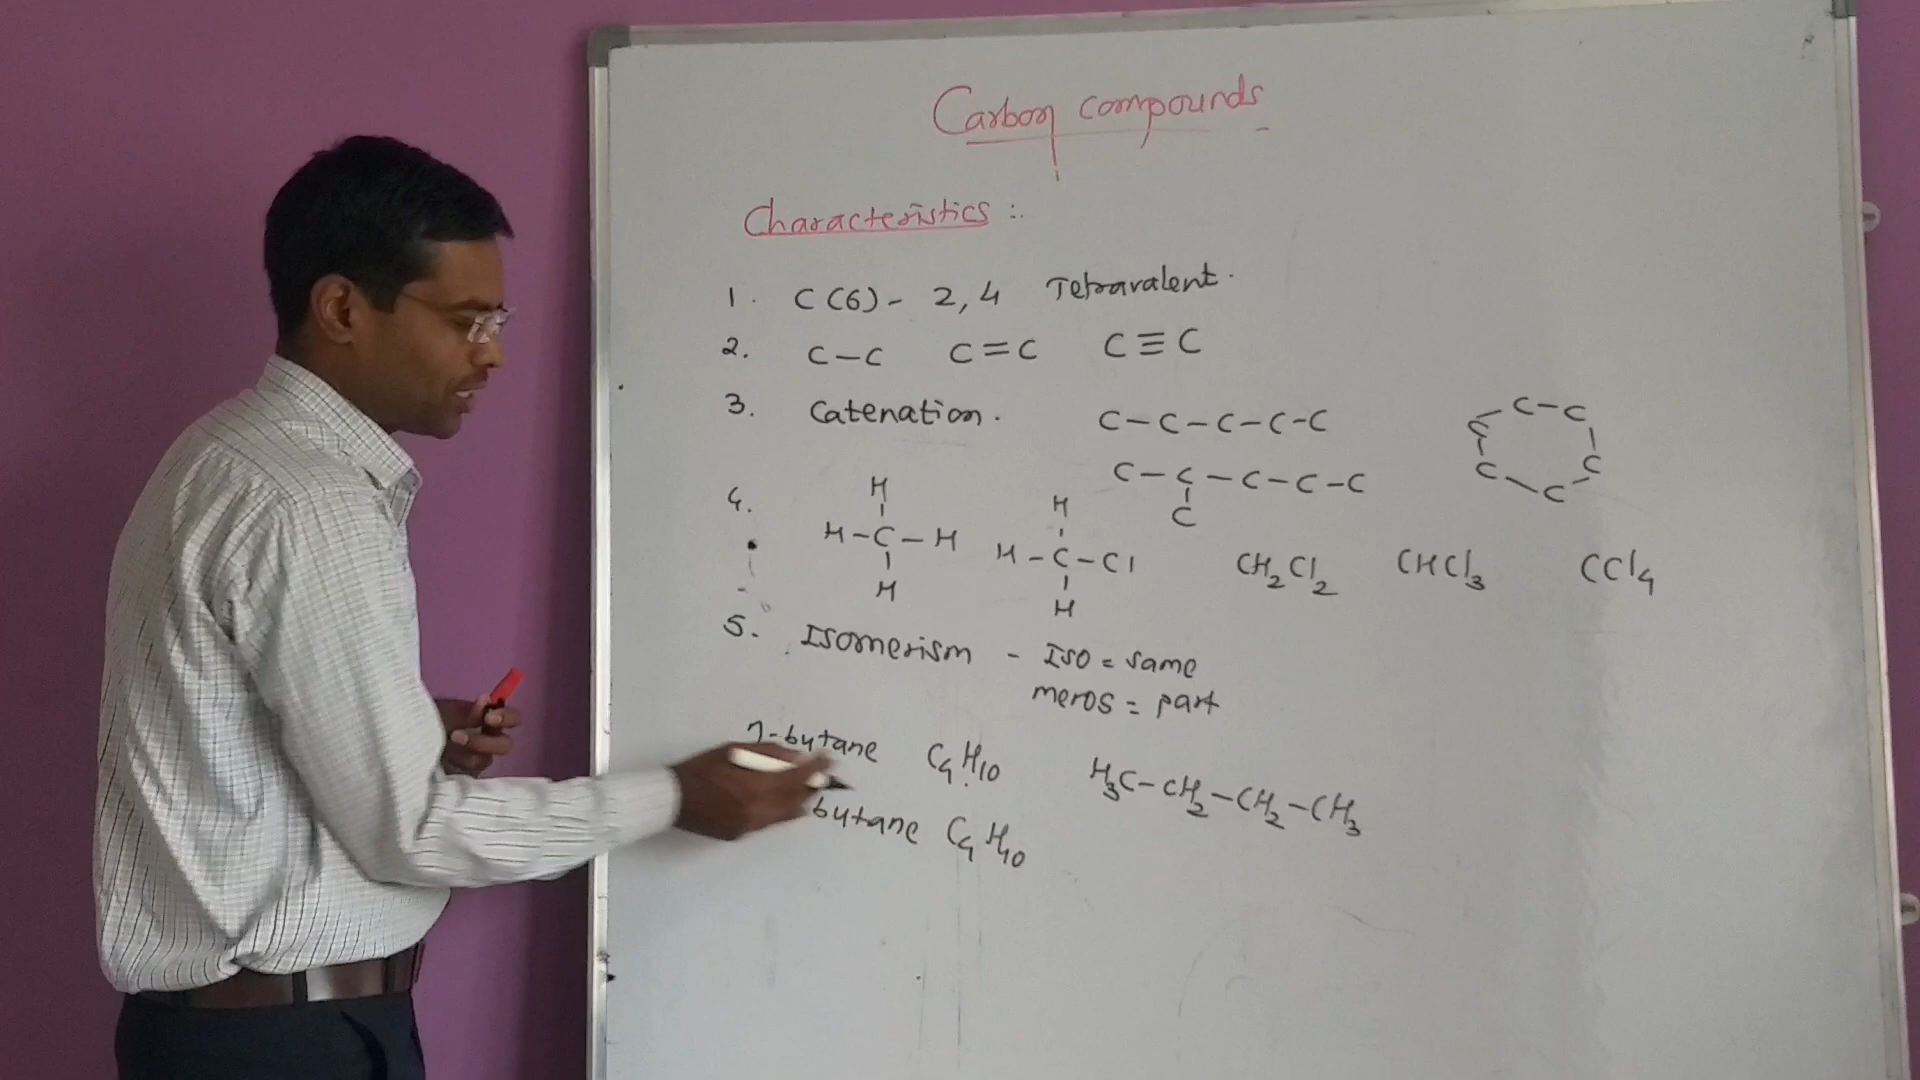 Carbon compounds
Characteristics :.
1. C (6) - 2, 4 Tetravalent.
2. C-C C=C C≡C
3. Catenation. C-C-C-C-C
C-C-C-C-C
C
C-C
C C
C C
4. H
H-C-H
H
H
H-C-Cl
H
CH2Cl2 CHCl3 CCl4
5. Isomerism - Iso = same
meros = part
n-butane C4H10 H3C-CH2-CH2-CH3
butane C4H10